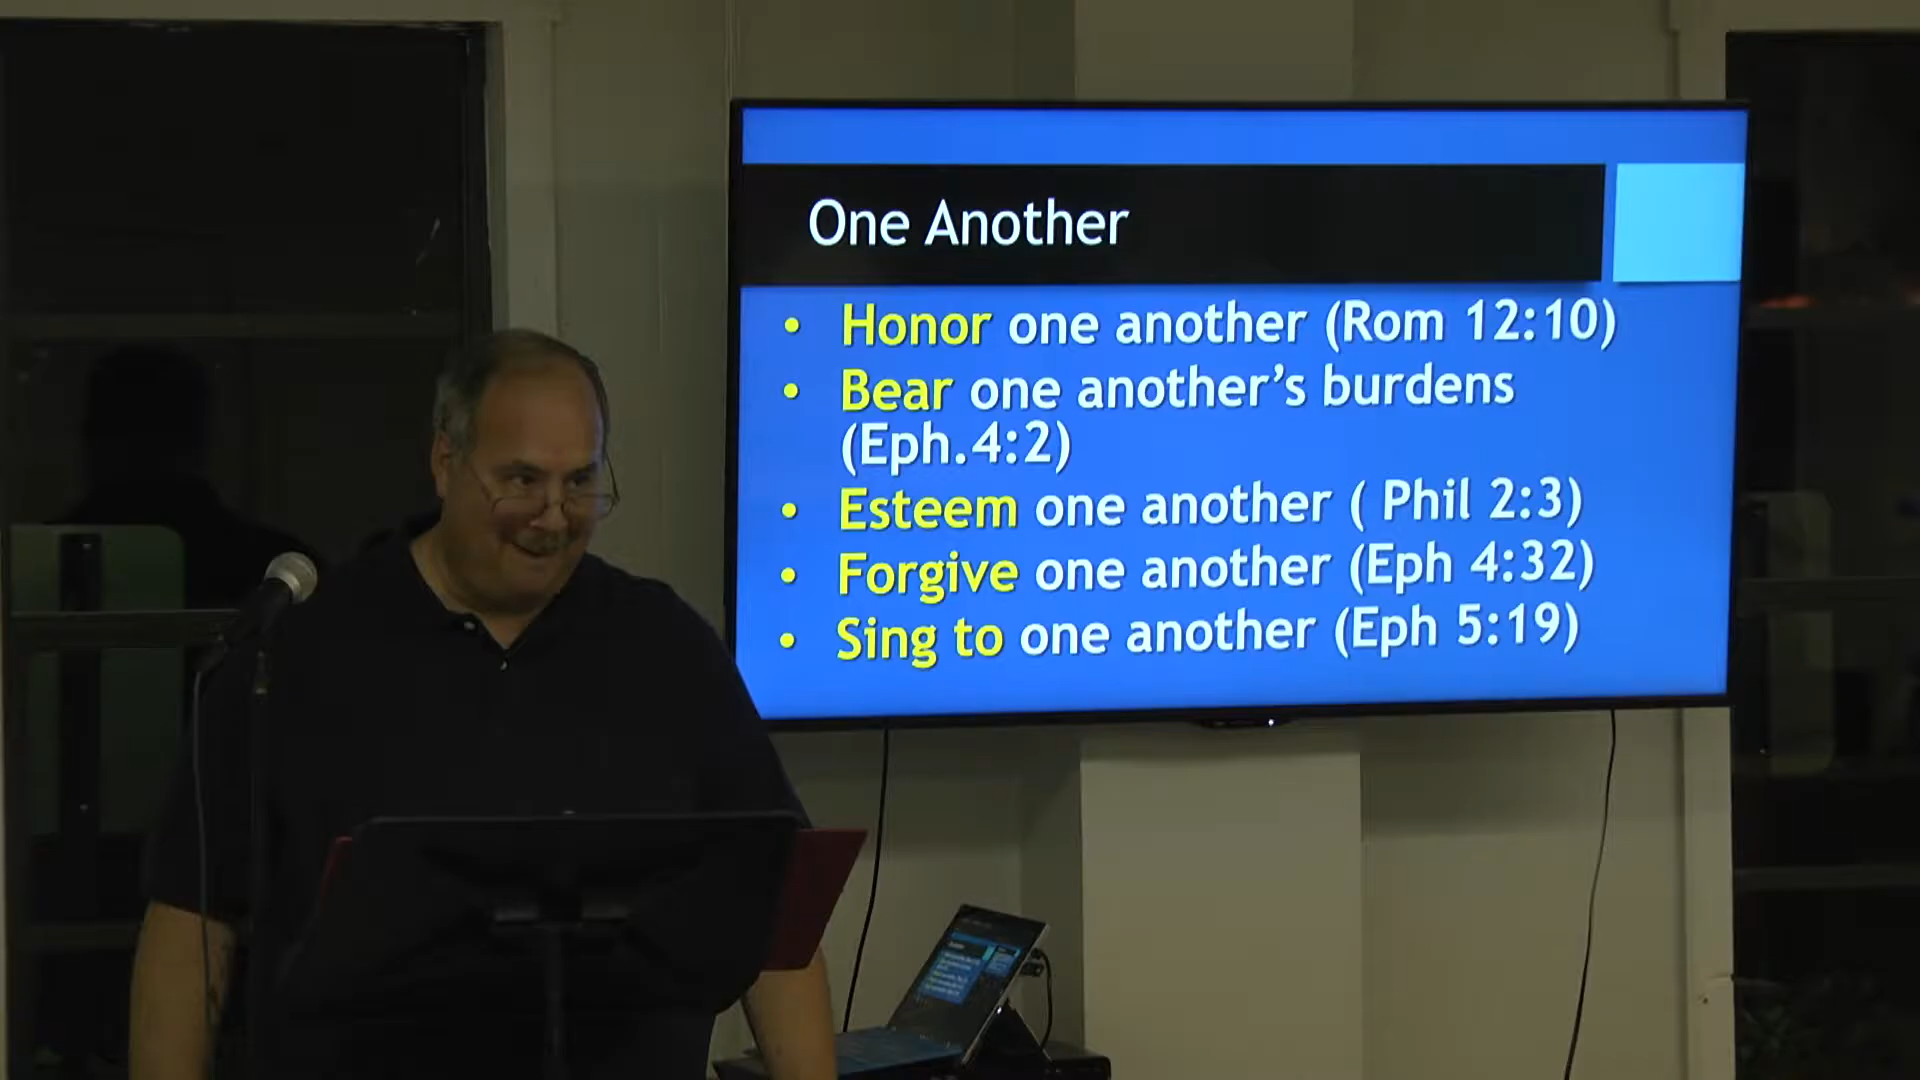 One Another
• Honor one another (Rom 12:10)
• Bear one another’s burdens
(Eph.4:2)
• Esteem one another ( Phil 2:3)
• Forgive one another (Eph 4:32)
• Sing to one another (Eph 5:19)